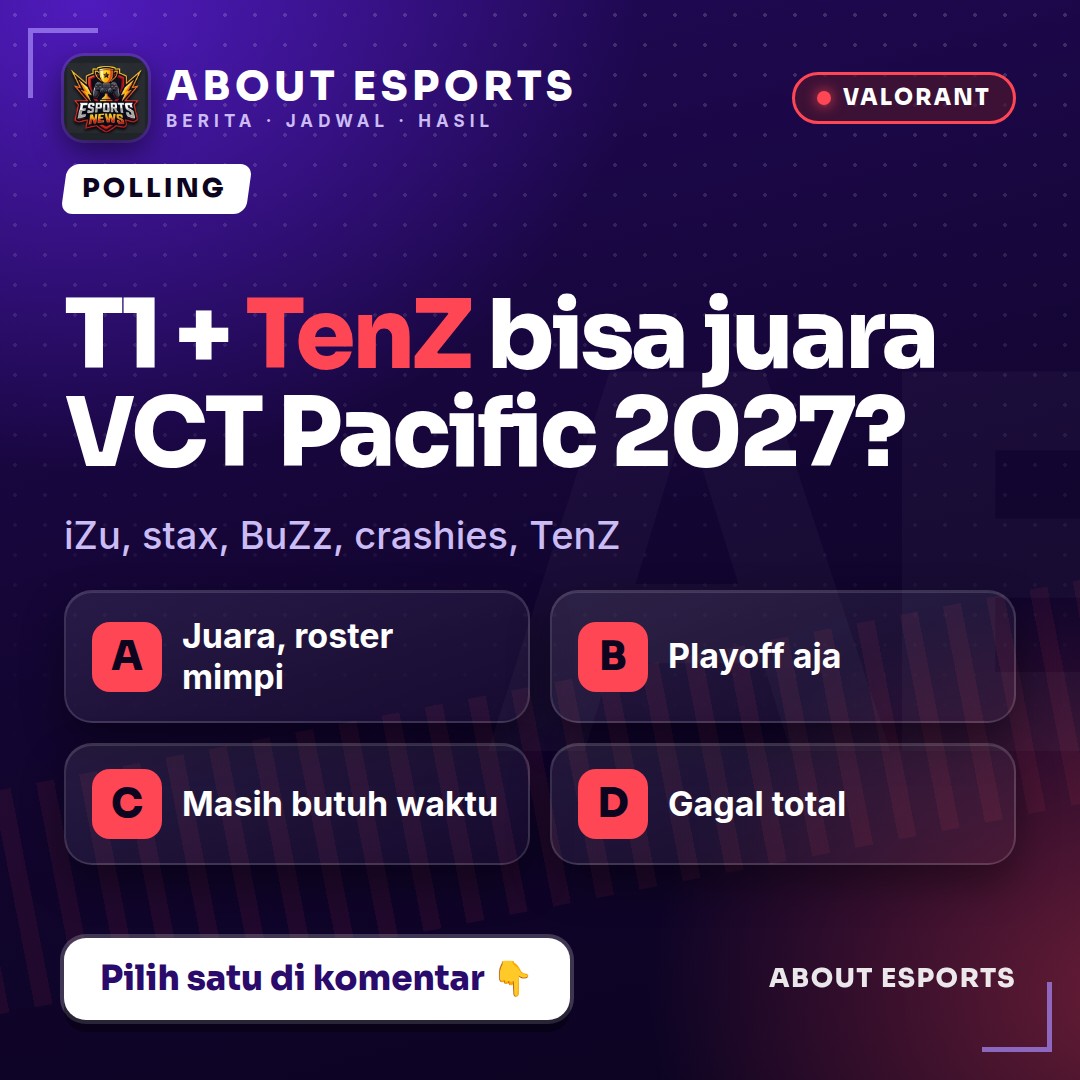 ESPORTS
NEWS
ABOUT ESPORTS
BERITA · JADWAL · HASIL
VALORANT
POLLING
T1 + TenZ bisa juara
VCT Pacific 2027?
iZu, stax, BuZz, crashies, TenZ
A
Juara, roster
mimpi
B
Playoff aja
C
Masih butuh waktu
D
Gagal total
Pilih satu di komentar 👇
ABOUT ESPORTS
AE